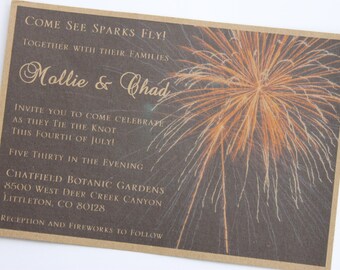 Come See Sparks Fly!
Together with their Families
Mollie & Chad
Invite you to come celebrate
as they Tie the Knot
This Fourth of July!
Five Thirty in the Evening
Chatfield Botanic Gardens
8500 West Deer Creek Canyon
Littleton, CO 80128
Reception and Fireworks to Follow